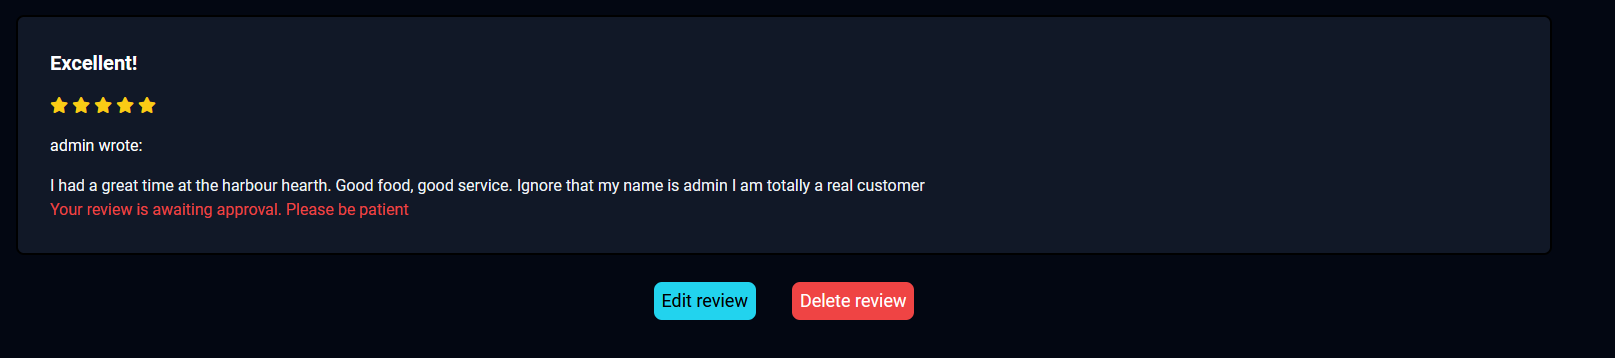 Excellent!
admin wrote:
I had a great time at the harbour hearth. Good food, good service. Ignore that my name is admin I am totally a real customer
Your review is awaiting approval. Please be patient
Edit review
Delete review